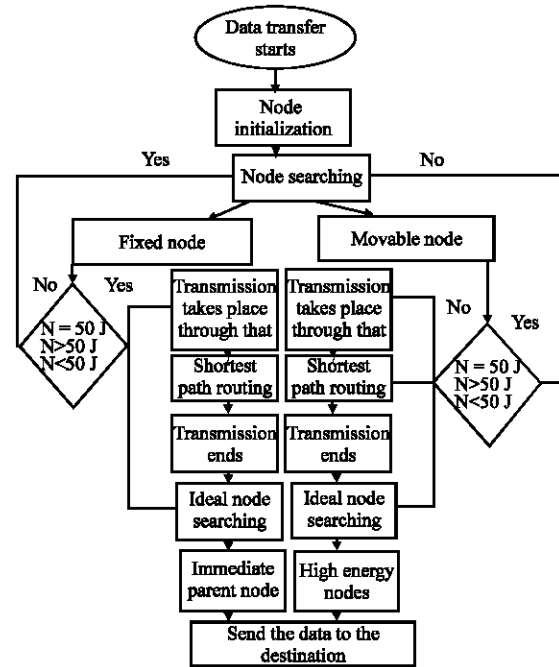 Data transfer
starts
Node
initialization
Yes
No
Node searching
Fixed node
Movable node
No
Yes
N = 50 J
N>50 J
N<50 J
Transmission
takes place
through that
Transmission
takes place
through that
No
Yes
N = 50 J
N>50 J
N<50 J
Shortest
path routing
Shortest
path routing
Transmission
ends
Transmission
ends
Ideal node
searching
Ideal node
searching
Immediate
parent node
High energy
nodes
Send the data to the
destination